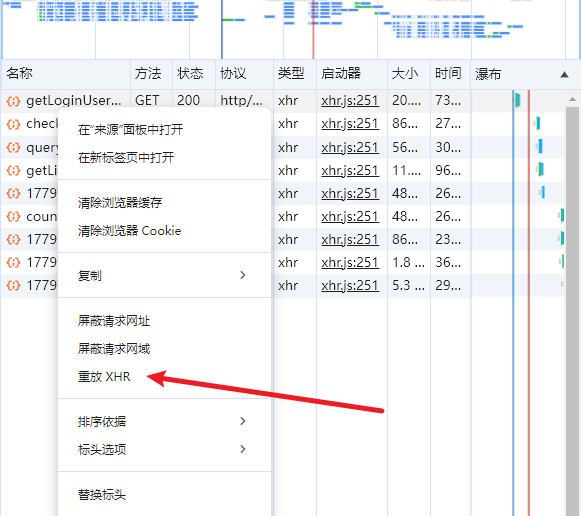 名称 方法 状态 协议 类型 启动器 大小 时间 瀑布
getLoginUser... GET 200 http/... xhr xhr.js:251 20.... 73...
chec xhr xhr.js:251 86... 27...
query xhr xhr.js:251 56... 30...
getLi xhr xhr.js:251 11.... 96...
1779 xhr xhr.js:251 48... 26...
coun xhr xhr.js:251 48... 26...
1779 xhr xhr.js:251 86... 23...
1779 xhr xhr.js:251 1.8 ... 36...
1779 xhr xhr.js:251 5.3 ... 29...
在“来源”面板中打开
在新标签页中打开
清除浏览器缓存
清除浏览器 Cookie
复制
屏蔽请求网址
屏蔽请求网域
重放 XHR
排序依据
标头选项
替换标头